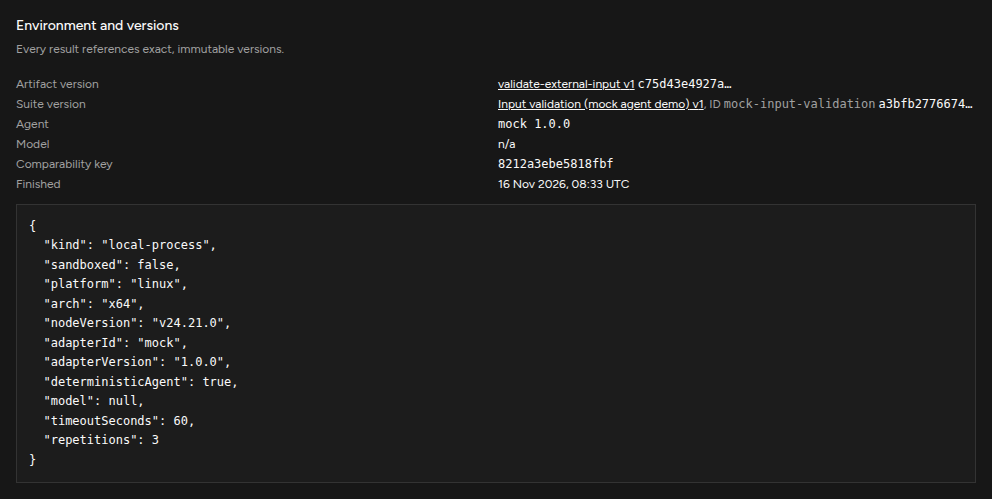 Environment and versions
Every result references exact, immutable versions.
Artifact version validate-external-input v1 c75d43e4927a…
Suite version Input validation (mock agent demo) v1, ID mock-input-validation a3bfb2776674…
Agent mock 1.0.0
Model n/a
Comparability key 8212a3ebe5818fbf
Finished 16 Nov 2026, 08:33 UTC
{
  "kind": "local-process",
  "sandboxed": false,
  "platform": "linux",
  "arch": "x64",
  "nodeVersion": "v24.21.0",
  "adapterId": "mock",
  "adapterVersion": "1.0.0",
  "deterministicAgent": true,
  "model": null,
  "timeoutSeconds": 60,
  "repetitions": 3
}